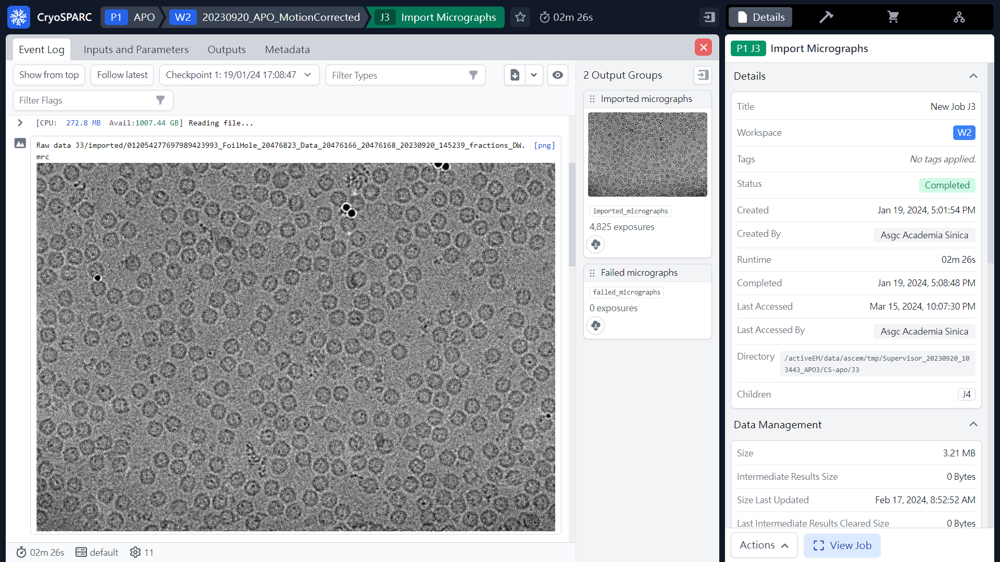 CryoSPARC
P1 APO
W2 20230920_APO_MotionCorrected
J3 Import Micrographs
02m 26s
Details
Event Log
Inputs and Parameters
Outputs
Metadata
Show from top
Follow latest
Checkpoint 1: 19/01/24 17:08:47
Filter Types
Filter Flags
[CPU:  272.8 MB  Avail:1007.44 GB] Reading file...
Raw data J3/imported/012054277697989423993_FoilHole_20476823_Data_20476166_20476168_20230920_145239_fractions_DW. [png]
mrc
02m 26s
default
11
2 Output Groups
Imported micrographs
imported_micrographs
4,825 exposures
Failed micrographs
failed_micrographs
0 exposures
P1 J3 Import Micrographs
Details
Title New Job J3
Workspace W2
Tags No tags applied.
Status Completed
Created Jan 19, 2024, 5:01:54 PM
Created By Asgc Academia Sinica
Runtime 02m 26s
Completed Jan 19, 2024, 5:08:48 PM
Last Accessed Mar 15, 2024, 10:07:30 PM
Last Accessed By Asgc Academia Sinica
Directory /activeEM/data/ascem/tmp/Supervisor_20230920_10
3443_APO3/CS-apo/J3
Children J4
Data Management
Size 3.21 MB
Intermediate Results Size 0 Bytes
Size Last Updated Feb 17, 2024, 8:52:52 AM
Last Intermediate Results Cleared Size 0 Bytes
Actions
View Job